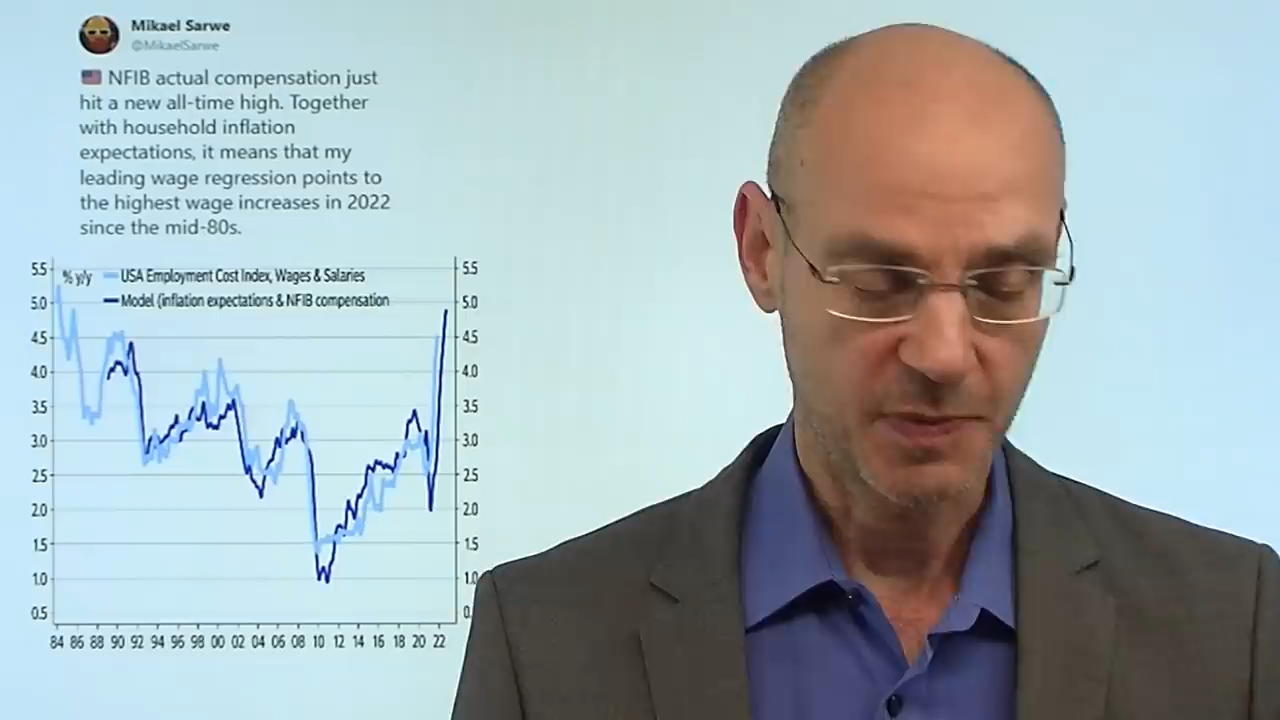 Mikael Sarwe
@MikaelSarwe
NFIB actual compensation just
hit a new all-time high. Together
with household inflation
expectations, it means that my
leading wage regression points to
the highest wage increases in 2022
since the mid-80s.
5.5 % y/y USA Employment Cost Index, Wages & Salaries 5.5
5.0 Model (inflation expectations & NFIB compensation 5.0
4.5 4.5
4.0 4.0
3.5 3.5
3.0 3.0
2.5 2.5
2.0 2.0
1.5 1.5
1.0 1.0
0.5 0.
84 86 88 90 92 94 96 98 00 02 04 06 08 10 12 14 16 18 20 22